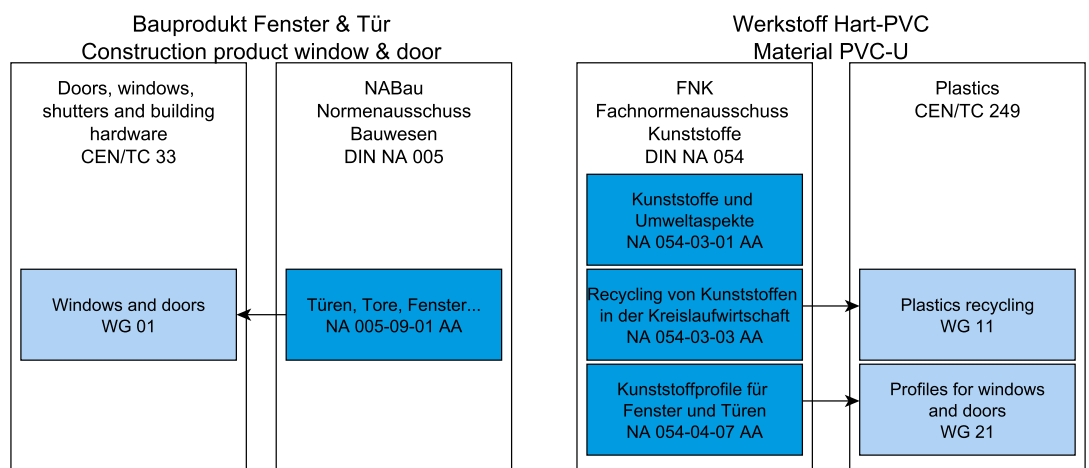 Bauprodukt Fenster & Tür
Construction product window & door
Werkstoff Hart-PVC
Material PVC-U
Doors, windows,
shutters and building
hardware
CEN/TC 33
Windows and doors
WG 01
NABau
Normenausschuss
Bauwesen
DIN NA 005
Türen, Tore, Fenster...
NA 005-09-01 AA
FNK
Fachnormenausschuss
Kunststoffe
DIN NA 054
Kunststoffe und
Umweltaspekte
NA 054-03-01 AA
Recycling von Kunststoffen
in der Kreislaufwirtschaft
NA 054-03-03 AA
Kunststoffprofile für
Fenster und Türen
NA 054-04-07 AA
Plastics
CEN/TC 249
Plastics recycling
WG 11
Profiles for windows
and doors
WG 21